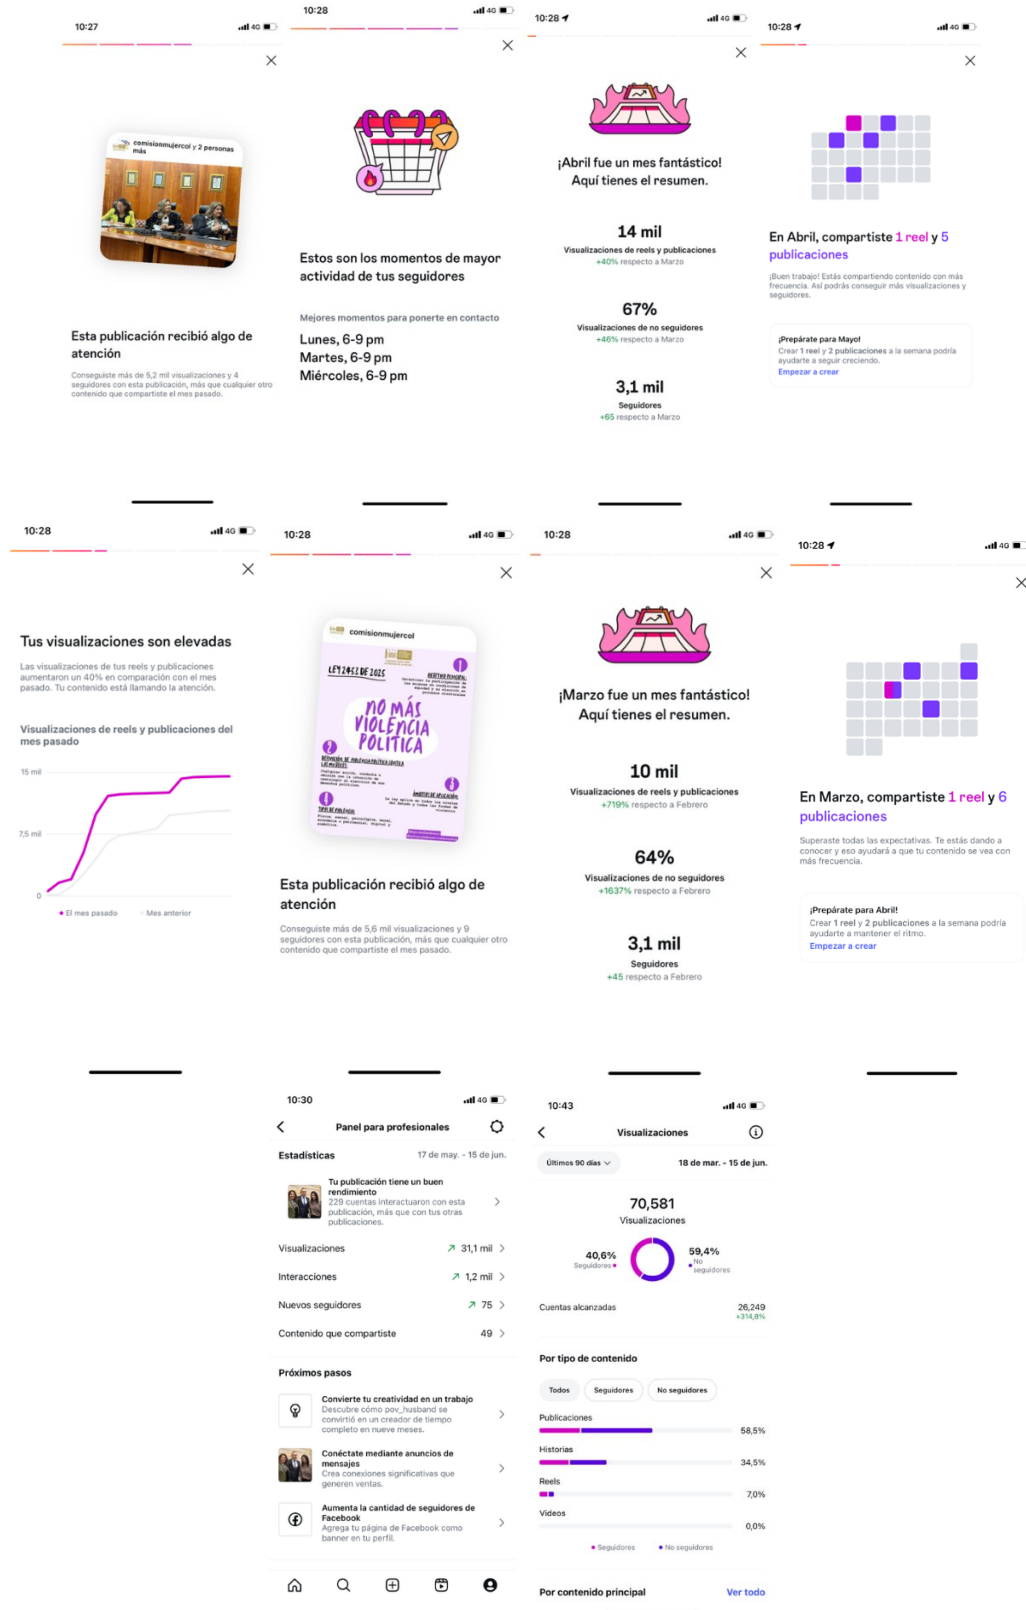 10:27
4G
comisionmujercol y 2 personas
más
Esta publicación recibió algo de
atención
Conseguiste más de 5,2 mil visualizaciones y 4
seguidores con esta publicación, más que cualquier otro
contenido que compartiste el mes pasado.
10:28
4G
Estos son los momentos de mayor
actividad de tus seguidores
Mejores momentos para ponerte en contacto
Lunes, 6-9 pm
Martes, 6-9 pm
Miércoles, 6-9 pm
10:28
4G
¡Abril fue un mes fantástico!
Aquí tienes el resumen.
14 mil
Visualizaciones de reels y publicaciones
+40% respecto a Marzo
67%
Visualizaciones de no seguidores
+46% respecto a Marzo
3,1 mil
Seguidores
+65 respecto a Marzo
10:28
4G
En Abril, compartiste 1 reel y 5
publicaciones
¡Buen trabajo! Estás compartiendo contenido con más
frecuencia. Así podrás conseguir más visualizaciones y
seguidores.
¡Prepárate para Mayo!
Crear 1 reel y 2 publicaciones a la semana podría
ayudarte a seguir creciendo.
Empezar a crear
10:28
4G
Tus visualizaciones son elevadas
Las visualizaciones de tus reels y publicaciones
aumentaron un 40% en comparación con el mes
pasado. Tu contenido está llamando la atención.
Visualizaciones de reels y publicaciones del
mes pasado
15 mil
7,5 mil
0
El mes pasado
Mes anterior
10:28
4G
comisionmujercol
LEY 2453 DE 2025
1
NO MÁS
VIOLENCIA
POLÍTICA
2
3
4
Esta publicación recibió algo de
atención
Conseguiste más de 5,6 mil visualizaciones y 9
seguidores con esta publicación, más que cualquier otro
contenido que compartiste el mes pasado.
10:28
4G
¡Marzo fue un mes fantástico!
Aquí tienes el resumen.
10 mil
Visualizaciones de reels y publicaciones
+719% respecto a Febrero
64%
Visualizaciones de no seguidores
+1637% respecto a Febrero
3,1 mil
Seguidores
+45 respecto a Febrero
10:28
4G
En Marzo, compartiste 1 reel y 6
publicaciones
Superaste todas las expectativas. Te estás dando a
conocer y eso ayudará a que tu contenido se vea con
más frecuencia.
¡Prepárate para Abril!
Crear 1 reel y 2 publicaciones a la semana podría
ayudarte a mantener el ritmo.
Empezar a crear
10:30
4G
Panel para profesionales
Estadísticas
17 de may. - 15 de jun.
Tu publicación tiene un buen
rendimiento
229 cuentas interactuaron con esta
publicación, más que con tus otras
publicaciones.
Visualizaciones
31,1 mil
Interacciones
1,2 mil
Nuevos seguidores
75
Contenido que compartiste
49
Próximos pasos
Convierte tu creatividad en un trabajo
Descubre cómo pov_husband se
convirtió en un creador de tiempo
completo en nueve meses.
Conéctate mediante anuncios de
mensajes
Crea conexiones significativas que
generen ventas.
Aumenta la cantidad de seguidores de
Facebook
Agrega tu página de Facebook como
banner en tu perfil.
10:43
4G
Visualizaciones
Últimos 90 días
18 de mar. - 15 de jun.
70,581
Visualizaciones
40,6%
Seguidores
59,4%
No
seguidores
Cuentas alcanzadas
26,249
+314,8%
Por tipo de contenido
Todos
Seguidores
No seguidores
Publicaciones
58,5%
Historias
34,5%
Reels
7,0%
Videos
0,0%
Seguidores
No seguidores
Por contenido principal
Ver todo